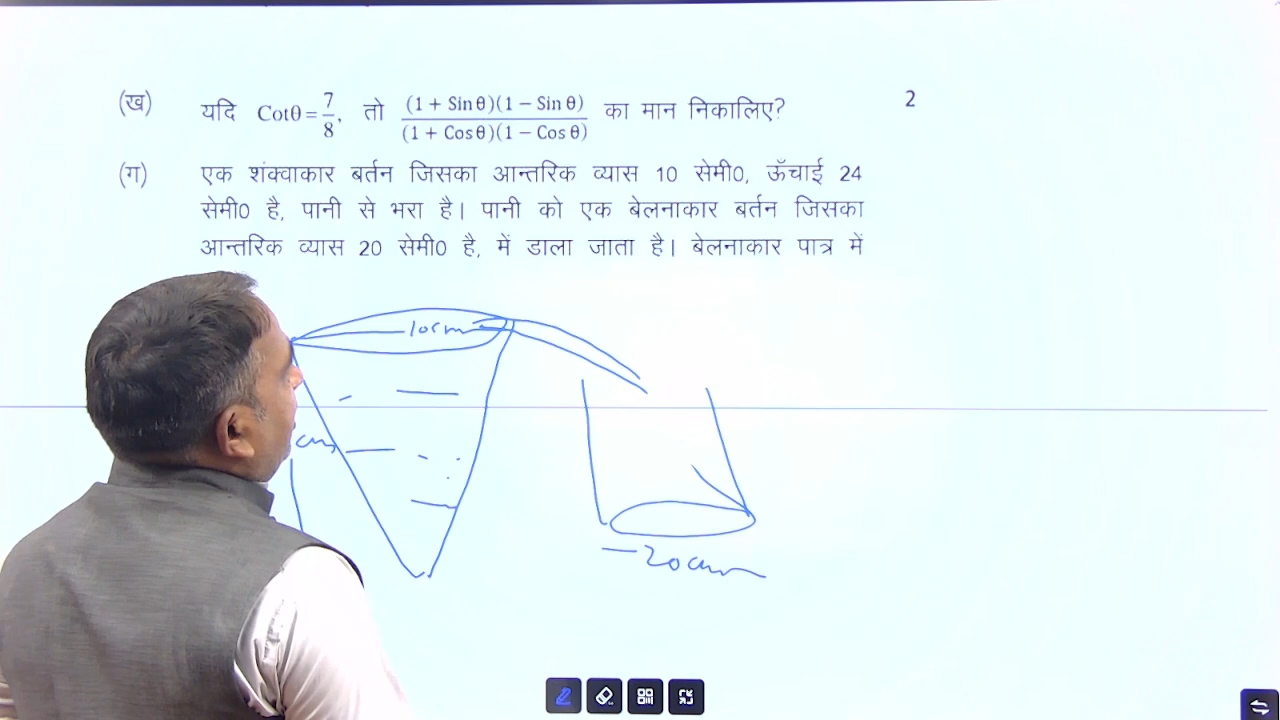 (ख) यदि Cotθ = 7/8, तो (1 + Sin θ)(1 − Sin θ) / (1 + Cos θ)(1 − Cos θ) का मान निकालिए? 2
(ग) एक शंक्वाकार बर्तन जिसका आन्तरिक व्यास 10 सेमी0, ऊँचाई 24
सेमी0 है, पानी से भरा है। पानी को एक बेलनाकार बर्तन जिसका
आन्तरिक व्यास 20 सेमी0 है, में डाला जाता है। बेलनाकार पात्र में
10cm
cm
20cm